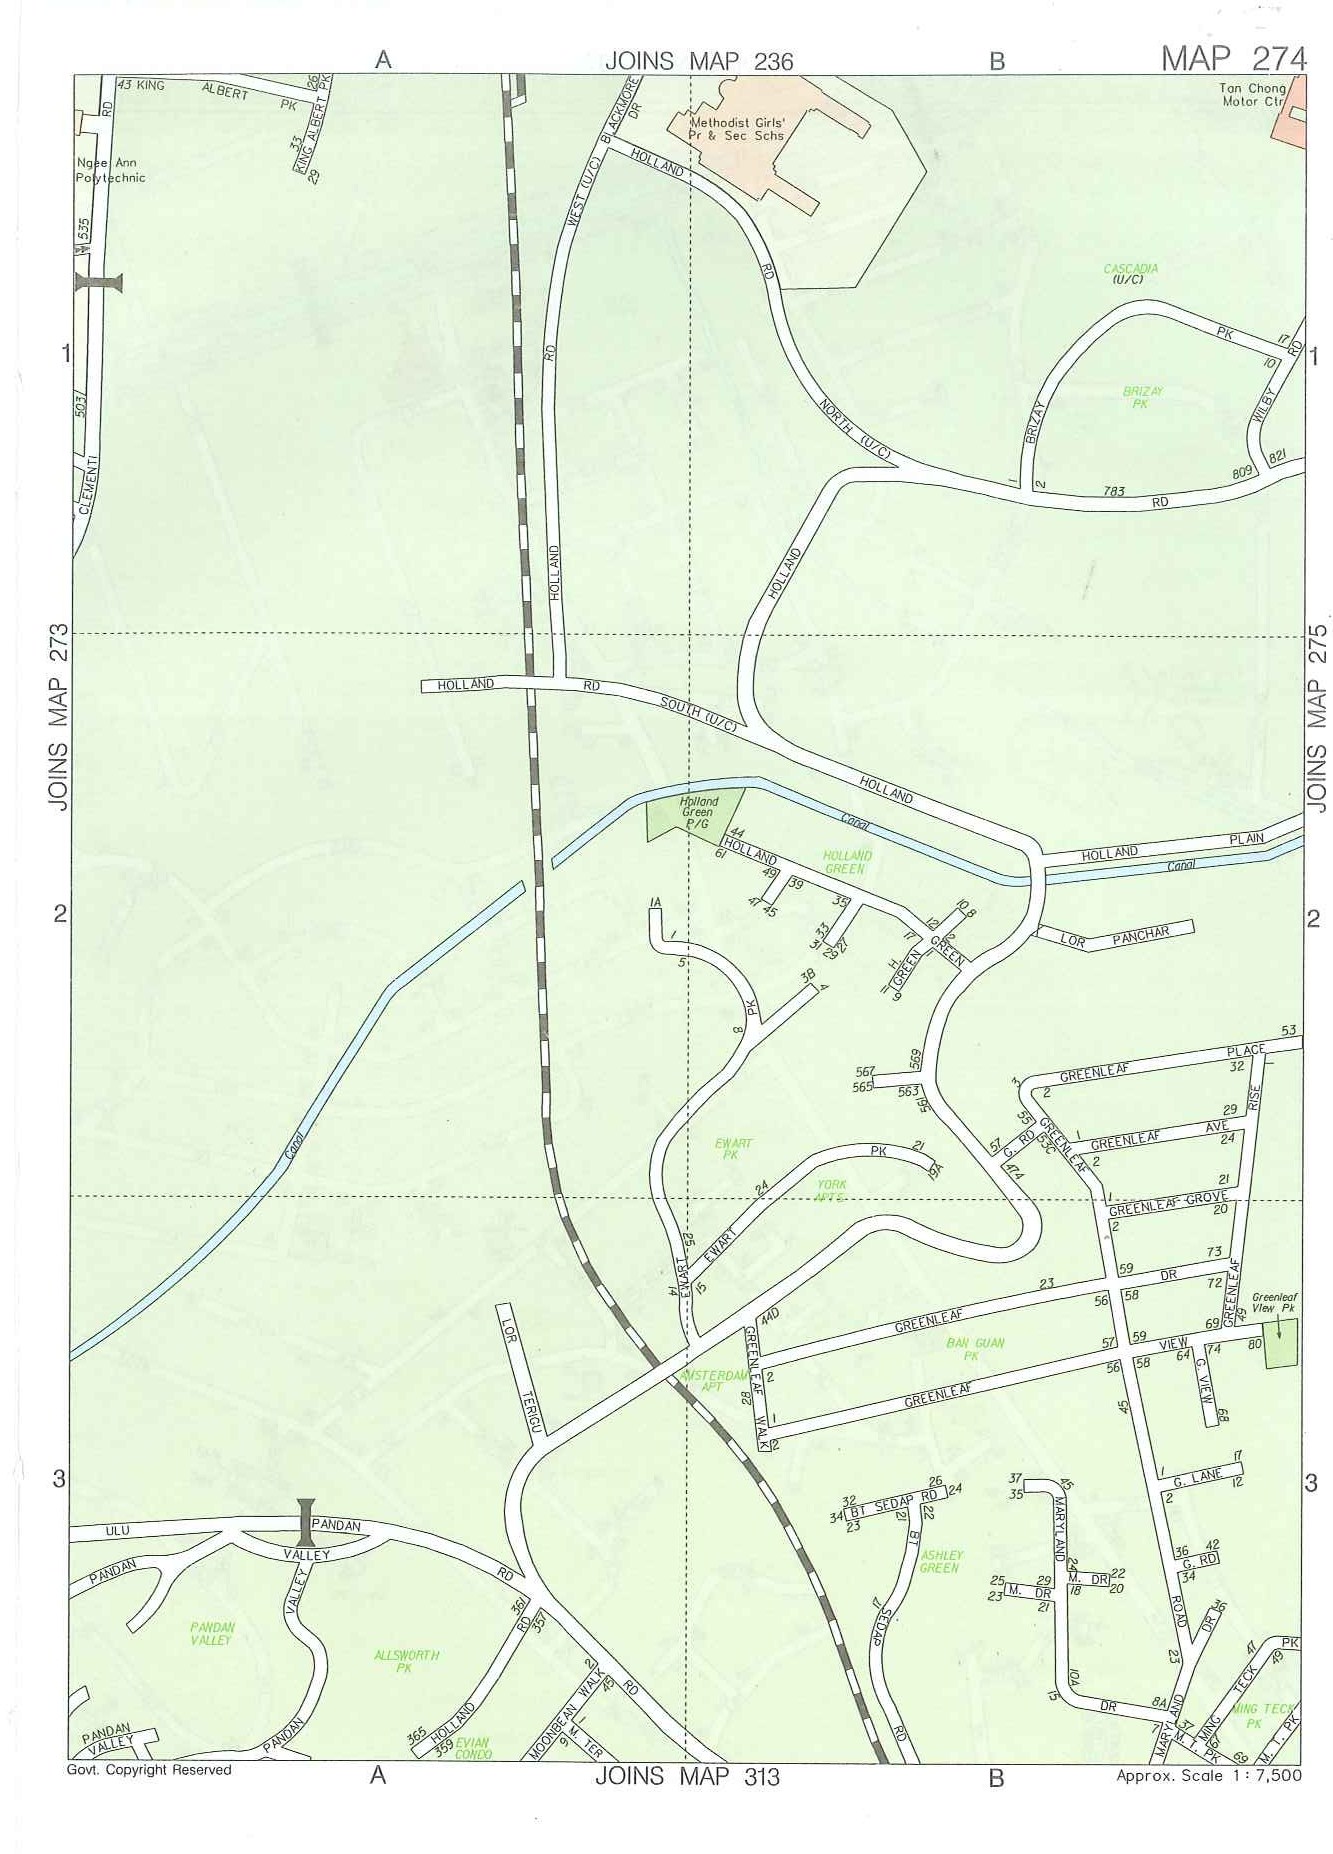 A
JOINS MAP 236
B
MAP 274
43 KING ALBERT PK
26
KING ALBERT PK
33
29
RD
Ngee Ann
Polytechnic
535
503
CLEMENTI
BLACKMORE DR
Methodist Girls'
Pr & Sec Schs
Tan Chong
Motor Ctr
HOLLAND
RD
NORTH (U/C)
WEST (U/C)
RD
HOLLAND
CASCADIA
(U/C)
BRIZAY
PK
17
10
RD
WILBY
BRIZAY
PK
1
2
783
RD
809
821
1
1
HOLLAND
JOINS MAP 273
JOINS MAP 275
HOLLAND
RD
SOUTH (U/C)
HOLLAND
Holland
Green
P/G
Canal
44
61
HOLLAND
HOLLAND
GREEN
HOLLAND
PLAIN
Canal
49
47
45
39
35
33
31
29
27
17
12
10
8
2
1
GREEN
H. GREEN
11
9
LOR PANCHAR
2
2
1A
1
5
PK
8
3B
4
Canal
567
565
569
563
561
53
PLACE
32
GREENLEAF
3
2
RISE
55
57
G. RD
53C
474
GREENLEAF
1
2
GREENLEAF AVE
29
24
1
2
GREENLEAF GROVE
21
20
EWART
PK
YORK
APTS
PK
21
19A
24
EWART
25
EWART
14
15
LOR TERIGU
44D
GREENLEAF
WALK
82
2
1
2
AMSTERDAM
APT
GREENLEAF
23
59
DR
73
72
56
58
BAN GUAN
PK
GREENLEAF
57
59
VIEW
69
56
58
64
74
80
GREENLEAF
49
Greenleaf
View Pk
G. VIEW
68
45
3
3
1
2
G. LANE
17
12
ULU PANDAN
RD
VALLEY
PANDAN
VALLEY
PANDAN
PANDAN
VALLEY
PANDAN
VALLEY
ALLSWORTH
PK
361
357
RD
HOLLAND
365
359
EVIAN
CONDO
2
45
MOONBEAN WALK
1
9
M. TER
RD
32
34
23
BT SEDAP RD
26
24
21
22
BT
SEDAP
RD
17
ASHLEY
GREEN
37
35
45
MARYLAND
24
M. DR
22
20
18
25
23
29
M. DR
21
10A
15
DR
8A
7
36
42
G. RD
34
ROAD
23
DR
36
MARYLAND
37
M. T. PK
MING TECK
PK
47
49
MING TECK
PK
69
M. T. PK
Govt. Copyright Reserved
A
JOINS MAP 313
B
Approx. Scale 1 : 7,500